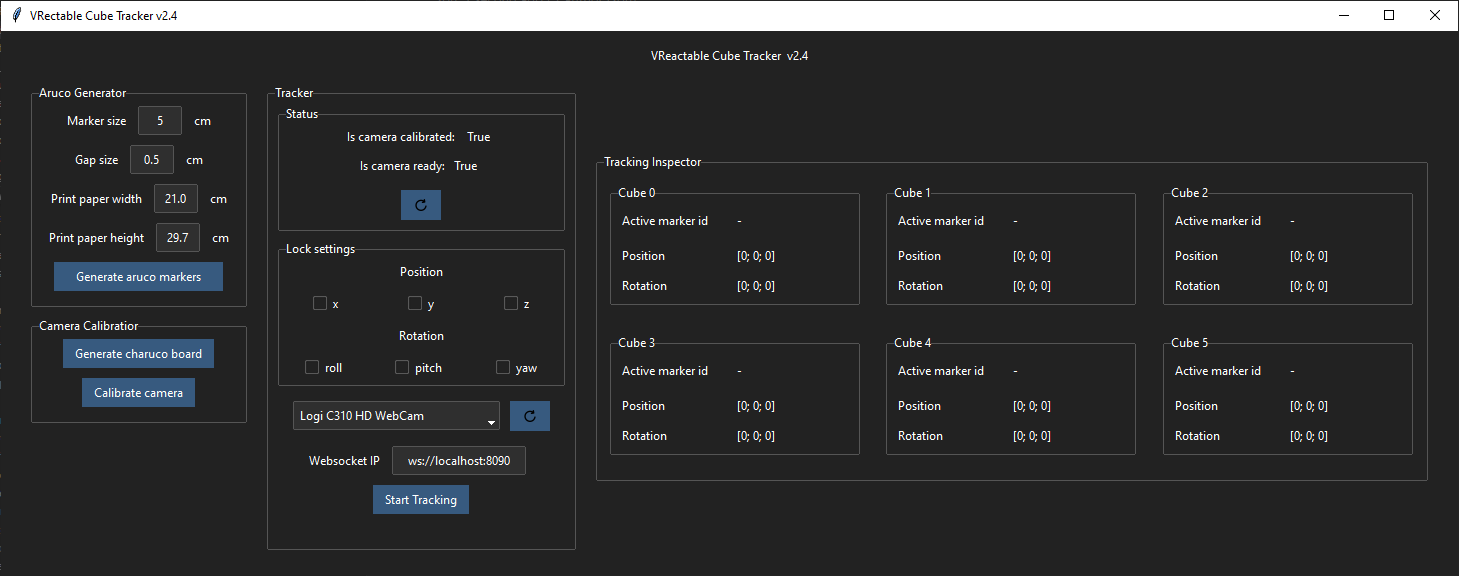 VRectable Cube Tracker v2.4
VReactable Cube Tracker v2.4
Aruco Generator
Marker size 5 cm
Gap size 0.5 cm
Print paper width 21.0 cm
Print paper height 29.7 cm
Generate aruco markers
Camera Calibratior
Generate charuco board
Calibrate camera
Tracker
Status
Is camera calibrated: True
Is camera ready: True
Lock settings
Position
x y z
Rotation
roll pitch yaw
Logi C310 HD WebCam
Websocket IP ws://localhost:8090
Start Tracking
Tracking Inspector
Cube 0
Active marker id -
Position [0; 0; 0]
Rotation [0; 0; 0]
Cube 1
Active marker id -
Position [0; 0; 0]
Rotation [0; 0; 0]
Cube 2
Active marker id -
Position [0; 0; 0]
Rotation [0; 0; 0]
Cube 3
Active marker id -
Position [0; 0; 0]
Rotation [0; 0; 0]
Cube 4
Active marker id -
Position [0; 0; 0]
Rotation [0; 0; 0]
Cube 5
Active marker id -
Position [0; 0; 0]
Rotation [0; 0; 0]